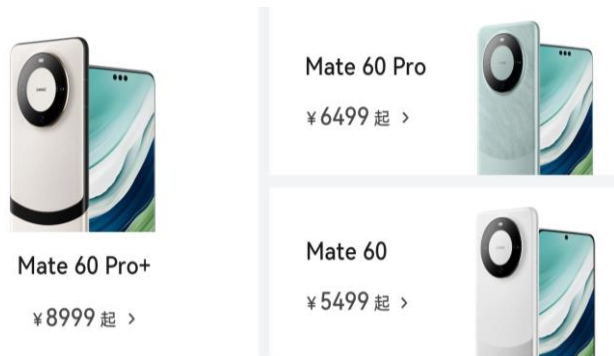 Mate 60 Pro+
¥8999 起 >
Mate 60 Pro
¥6499 起 >
Mate 60
¥5499 起 >